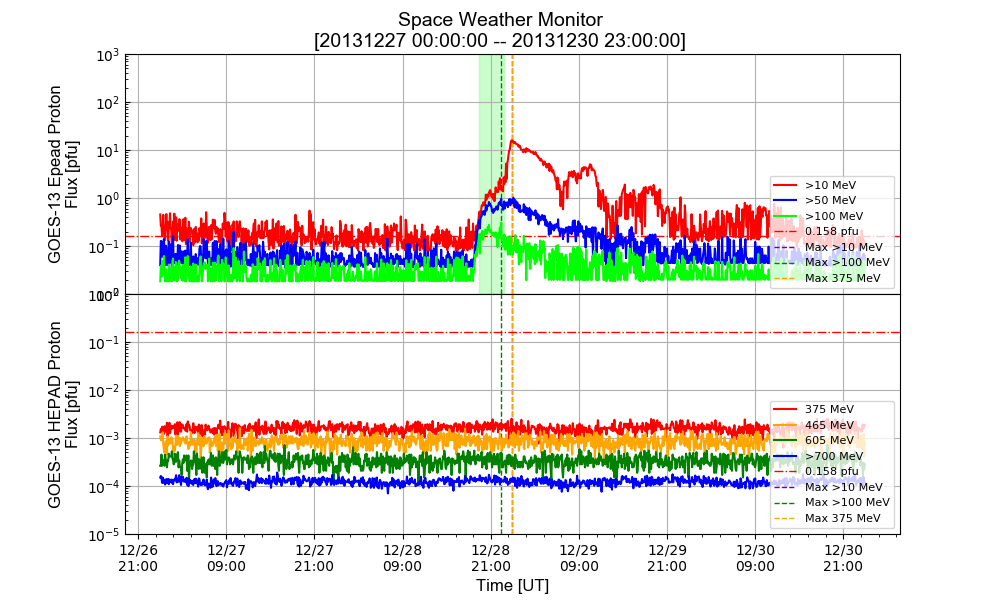 Space Weather Monitor
[20131227 00:00:00 -- 20131230 23:00:00]
GOES-13 Epead Proton
Flux [pfu]
10³
10²
10¹
10⁰
10⁻¹
>10 MeV
>50 MeV
>100 MeV
0.158 pfu
Max >10 MeV
Max >100 MeV
Max 375 MeV
GOES-13 HEPAD Proton
Flux [pfu]
10⁻¹
10⁻²
10⁻³
10⁻⁴
10⁻⁵
375 MeV
465 MeV
605 MeV
>700 MeV
0.158 pfu
Max >10 MeV
Max >100 MeV
Max 375 MeV
12/26 12/27 12/27 12/28 12/28 12/29 12/29 12/30 12/30
21:00 09:00 21:00 09:00 21:00 09:00 21:00 09:00 21:00
Time [UT]